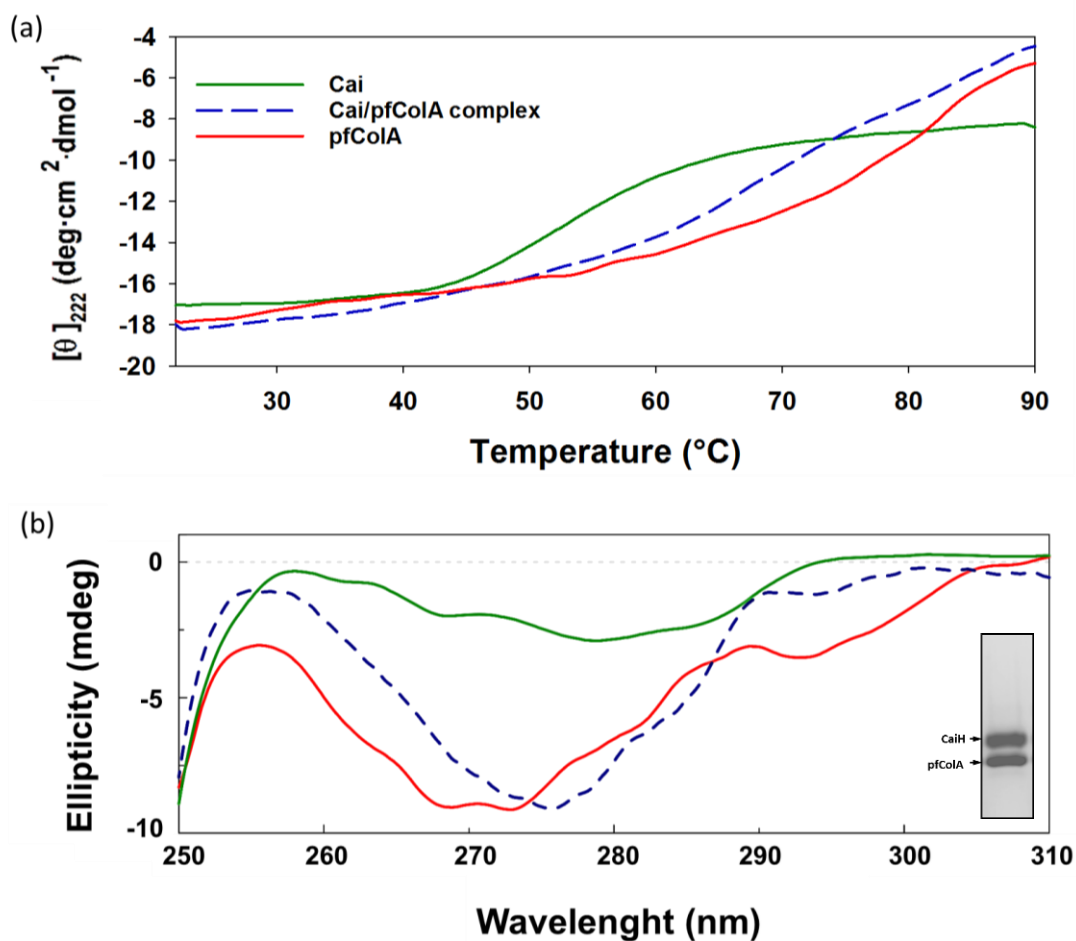 (a)
-4
-6
-8
-10
-12
-14
-16
-18
-20
[θ]222 (deg·cm 2·dmol -1)
Cai
Cai/pfColA complex
pfColA
30 40 50 60 70 80 90
Temperature (°C)
(b)
0
-5
-10
Ellipticity (mdeg)
CaiH
pfColA
250 260 270 280 290 300 310
Wavelenght (nm)